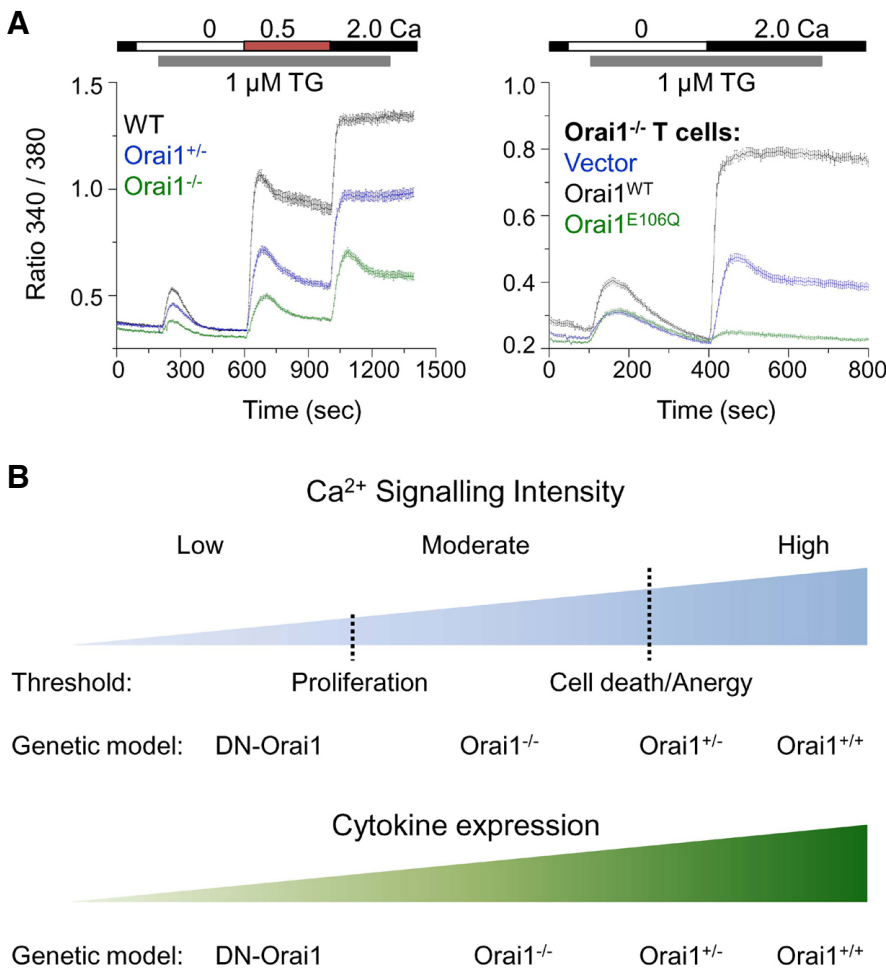 A
0 0.5 2.0 Ca
1 µM TG
1.5
1.0
0.5
WT
Orai1+/-
Orai1-/-
Ratio 340 / 380
0 300 600 900 1200 1500
Time (sec)
0 2.0 Ca
1 µM TG
1.0
0.8
0.6
0.4
0.2
Orai1-/- T cells:
Vector
Orai1WT
Orai1E106Q
0 200 400 600 800
Time (sec)
B
Ca2+ Signalling Intensity
Low Moderate High
Threshold: Proliferation Cell death/Anergy
Genetic model: DN-Orai1 Orai1-/- Orai1+/- Orai1+/+
Cytokine expression
Genetic model: DN-Orai1 Orai1-/- Orai1+/- Orai1+/+